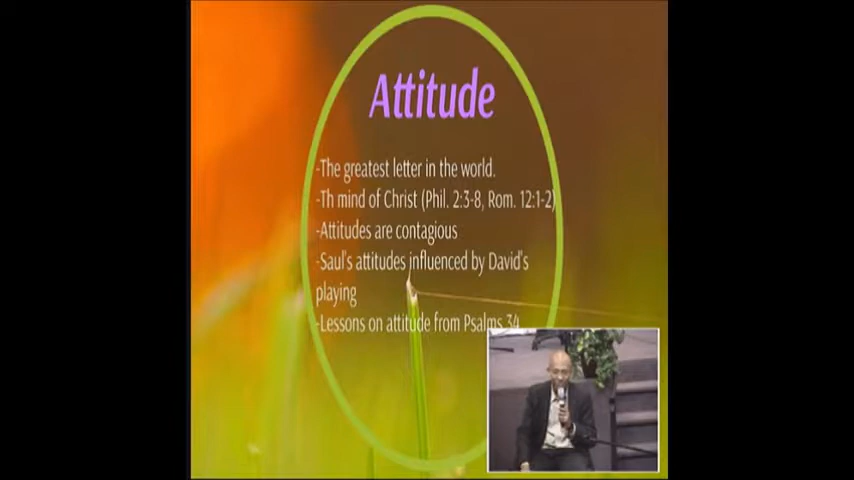 Attitude
-The greatest letter in the world.
-Th mind of Christ (Phil. 2:3-8, Rom. 12:1-2)
-Attitudes are contagious
-Saul's attitudes influenced by David's
playing
-Lessons on attitude from Psalms 34